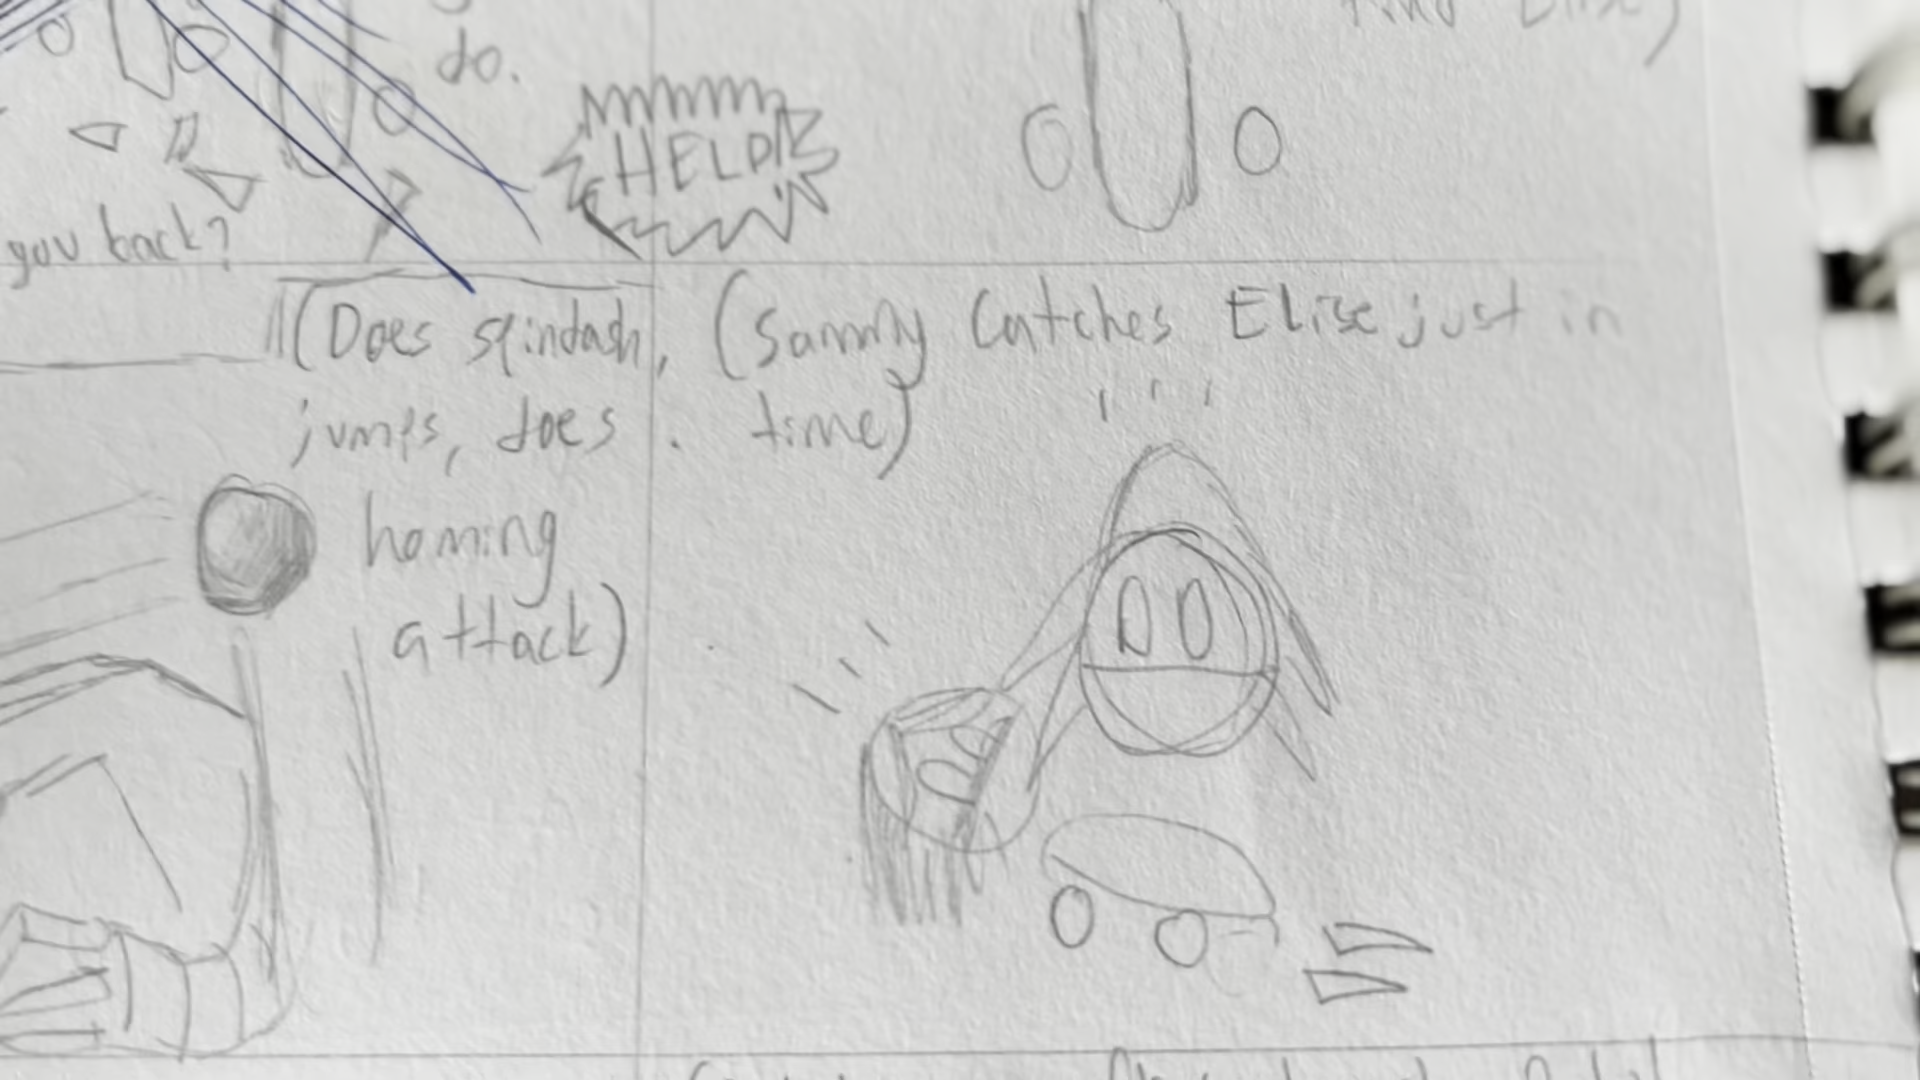 do.
HELP!
you back?
(Does spindash,
jumps, does
homing
attack)
(Sammy Catches Elise just in
time)